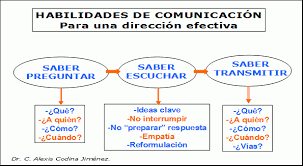 HABILIDADES DE COMUNICACIÓN
Para una dirección efectiva
SABER PREGUNTAR
SABER ESCUCHAR
SABER TRANSMITIR
-¿Qué?
-¿A quién?
-¿Cómo?
-¿Cuándo?
-Ideas clave
-No interrumpir
-No "preparar" respuesta
-Empatía
-Reformulación
-¿Qué?
-¿A quién?
-¿Cómo?
-¿Cuándo?
-¿Vías?
Dr. C. Alexis Codina Jiménez.